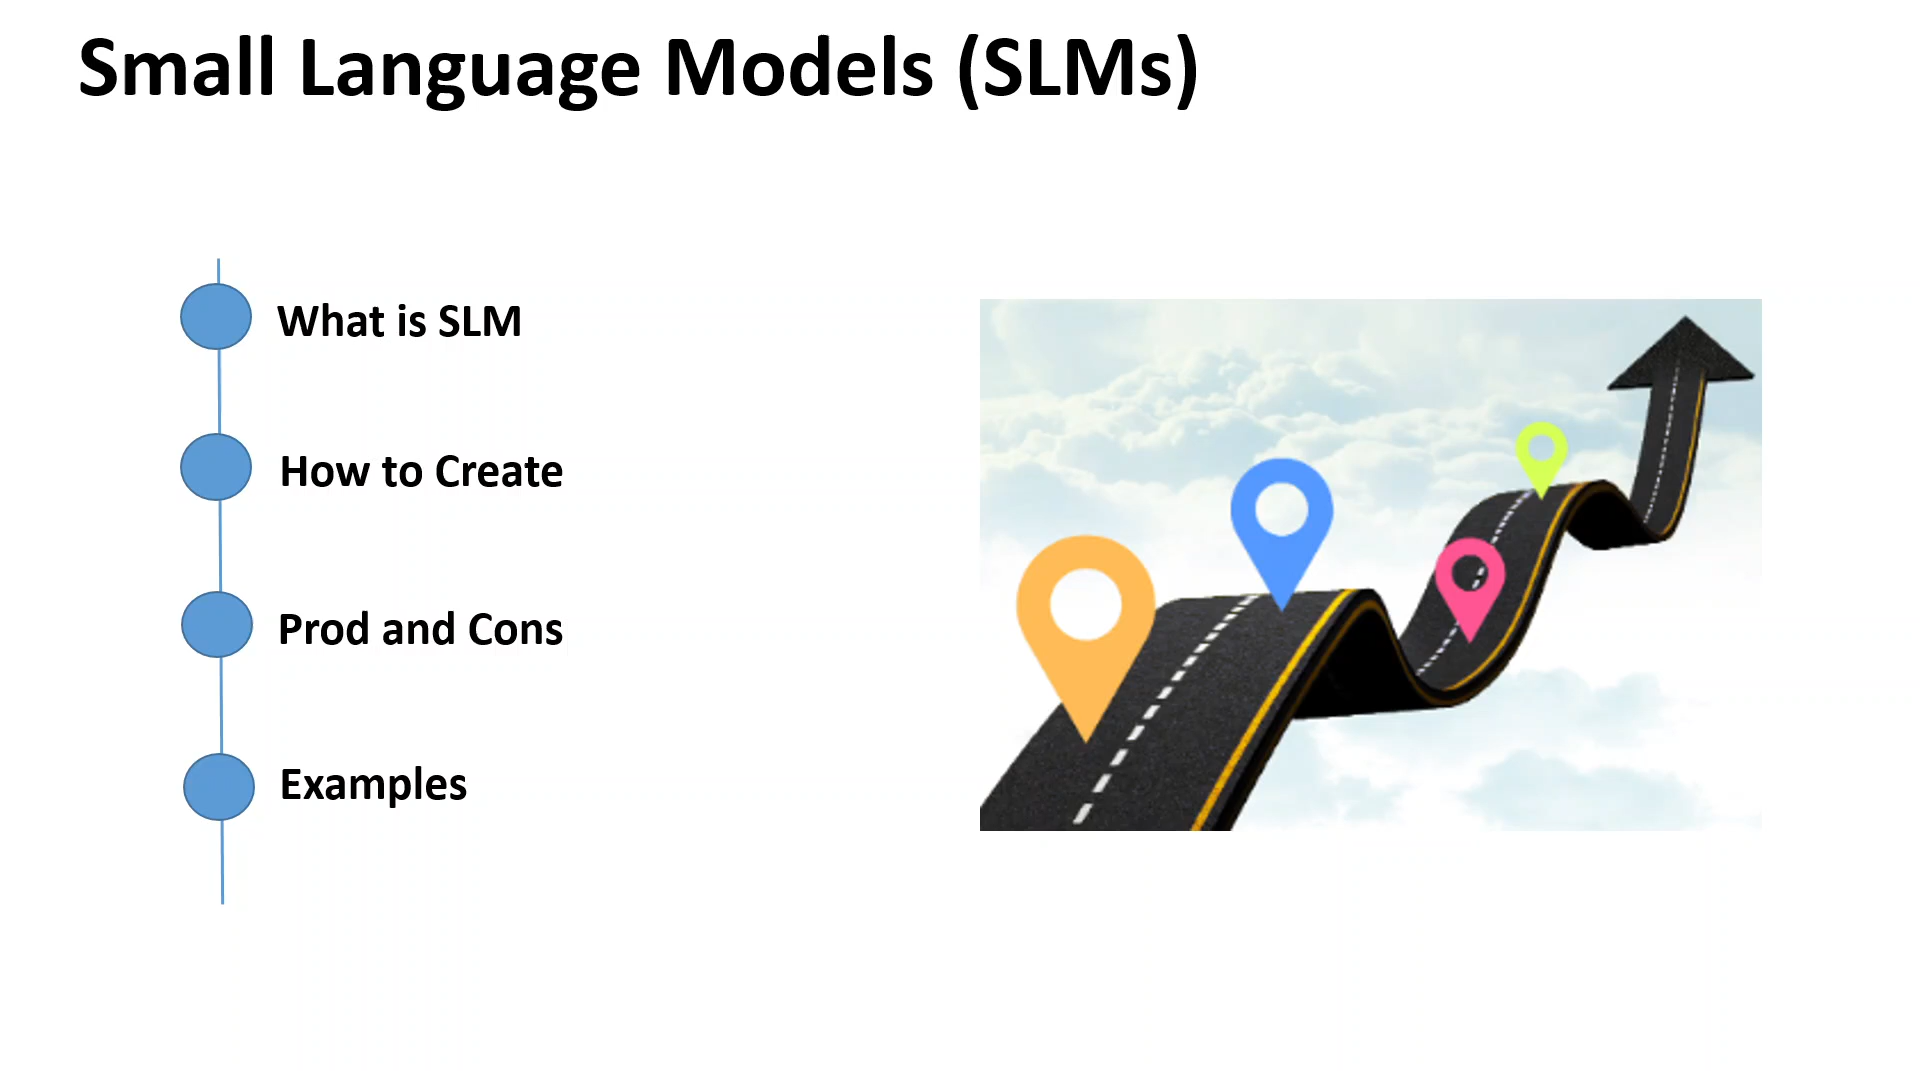 Small Language Models (SLMs)
What is SLM
How to Create
Prod and Cons
Examples